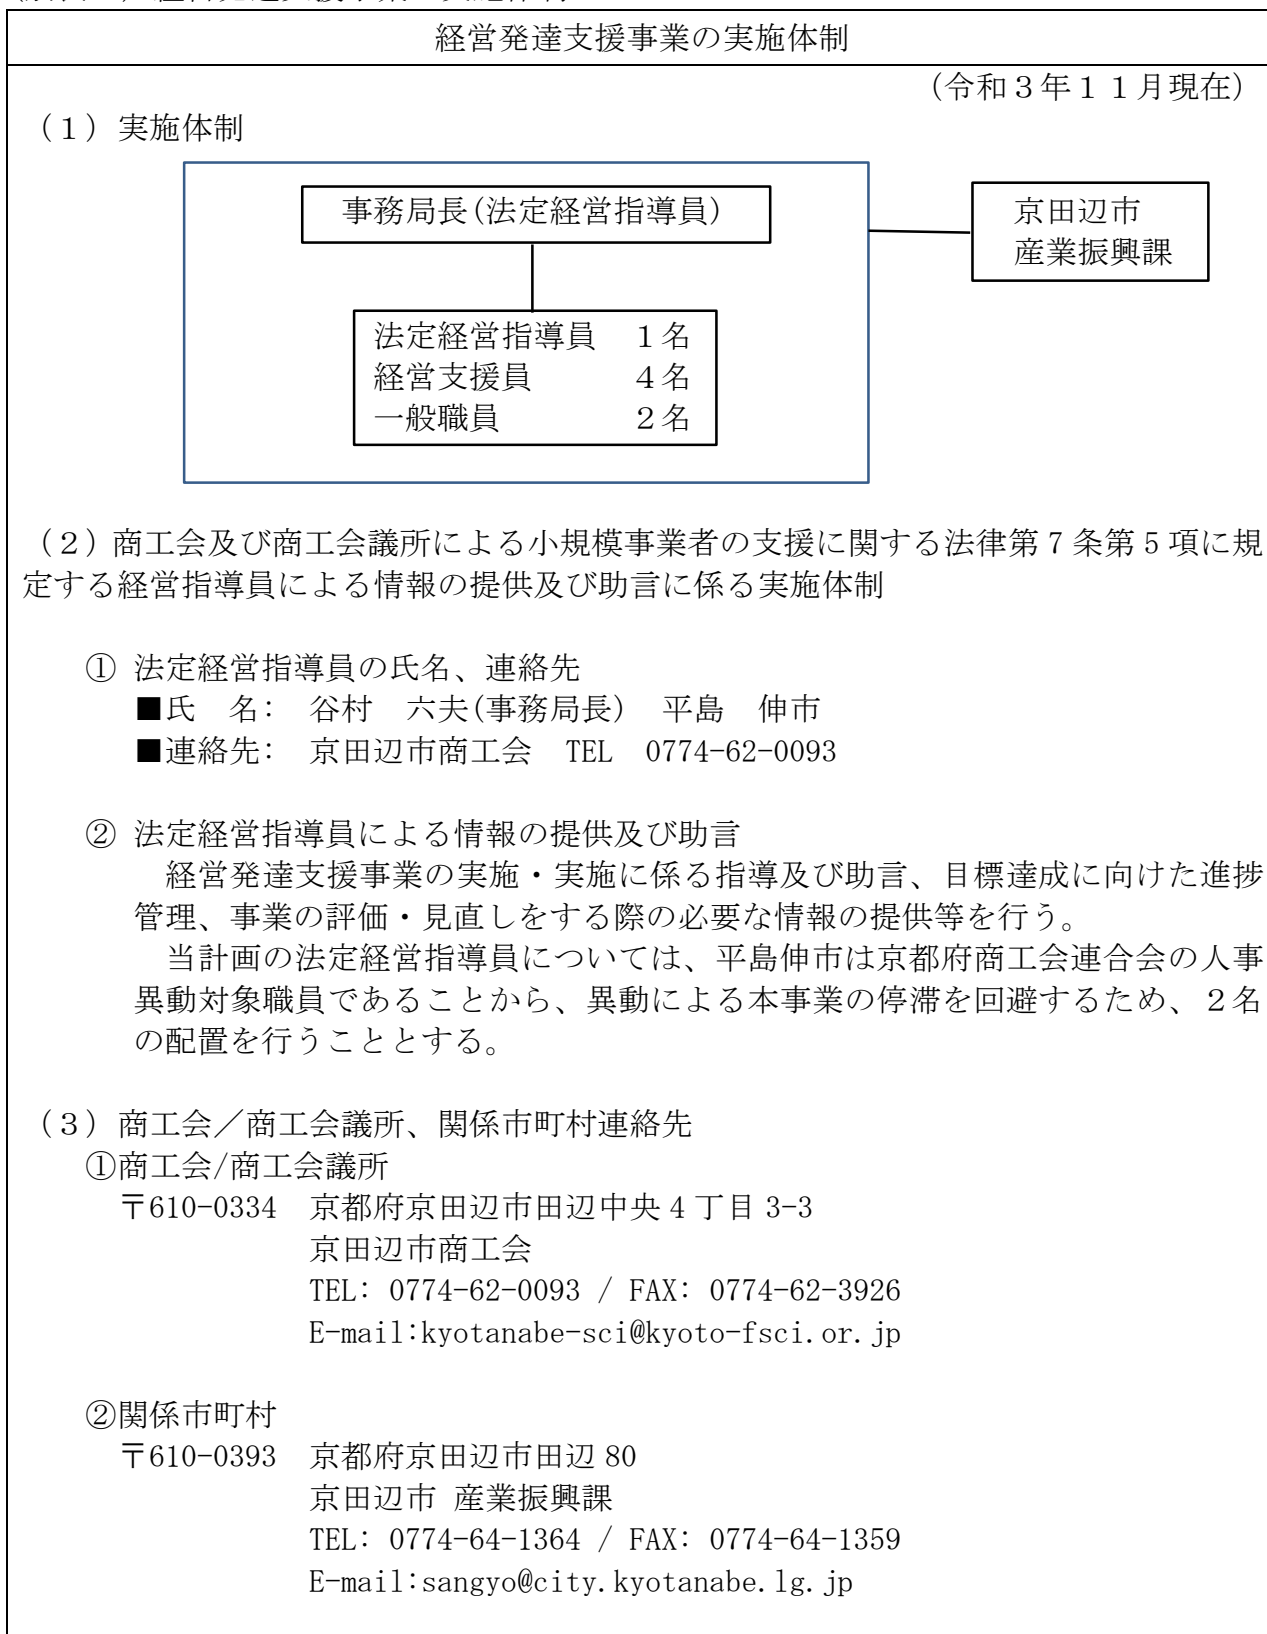 経営発達支援事業の実施体制
(令和3年11月現在)
(1) 実施体制
事務局長(法定経営指導員)
京田辺市
産業振興課
法定経営指導員　1名
経営支援員　4名
一般職員　2名
(2)商工会及び商工会議所による小規模事業者の支援に関する法律第7条第5項に規
定する経営指導員による情報の提供及び助言に係る実施体制
① 法定経営指導員の氏名、連絡先
■氏　名:　谷村　六夫(事務局長)　平島　伸市
■連絡先:　京田辺市商工会　TEL　0774-62-0093
② 法定経営指導員による情報の提供及び助言
経営発達支援事業の実施・実施に係る指導及び助言、目標達成に向けた進捗
管理、事業の評価・見直しをする際の必要な情報の提供等を行う。
当計画の法定経営指導員については、平島伸市は京都府商工会連合会の人事
異動対象職員であることから、異動による本事業の停滞を回避するため、2名
の配置を行うこととする。
(3) 商工会／商工会議所、関係市町村連絡先
①商工会/商工会議所
〒610-0334　京都府京田辺市田辺中央4丁目3-3
京田辺市商工会
TEL: 0774-62-0093 / FAX: 0774-62-3926
E-mail:kyotanabe-sci@kyoto-fsci.or.jp
②関係市町村
〒610-0393　京都府京田辺市田辺80
京田辺市 産業振興課
TEL: 0774-64-1364 / FAX: 0774-64-1359
E-mail:sangyo@city.kyotanabe.lg.jp